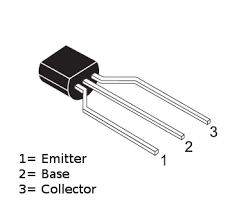 3
2
1
1= Emitter
2= Base
3= Collector